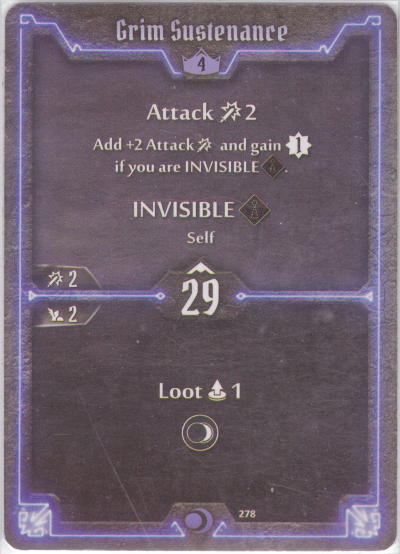 Grim Sustenance
4
Attack 2
Add +2 Attack and gain 1
if you are INVISIBLE .
INVISIBLE
Self
2
29
2
Loot 1
278